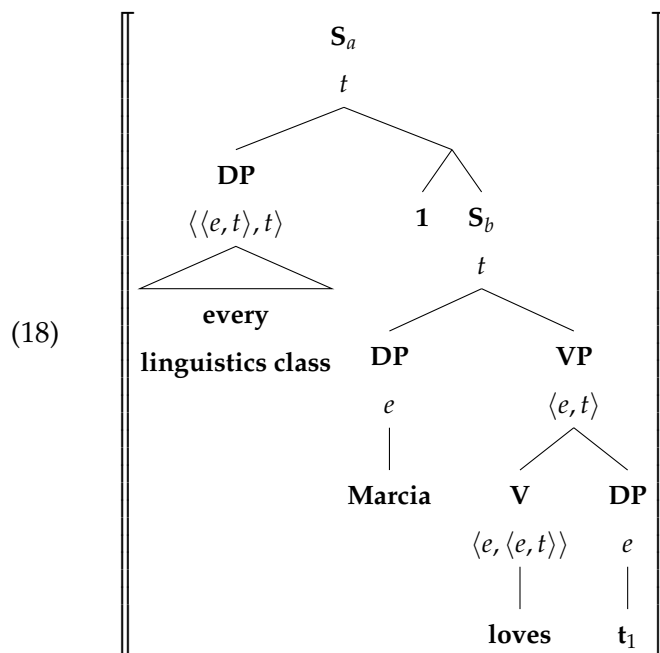 S_a
t
DP
⟨⟨e, t⟩, t⟩
1 S_b
t
(18)
every
linguistics class
DP VP
e ⟨e, t⟩
Marcia V DP
⟨e, ⟨e, t⟩⟩ e
loves t_1